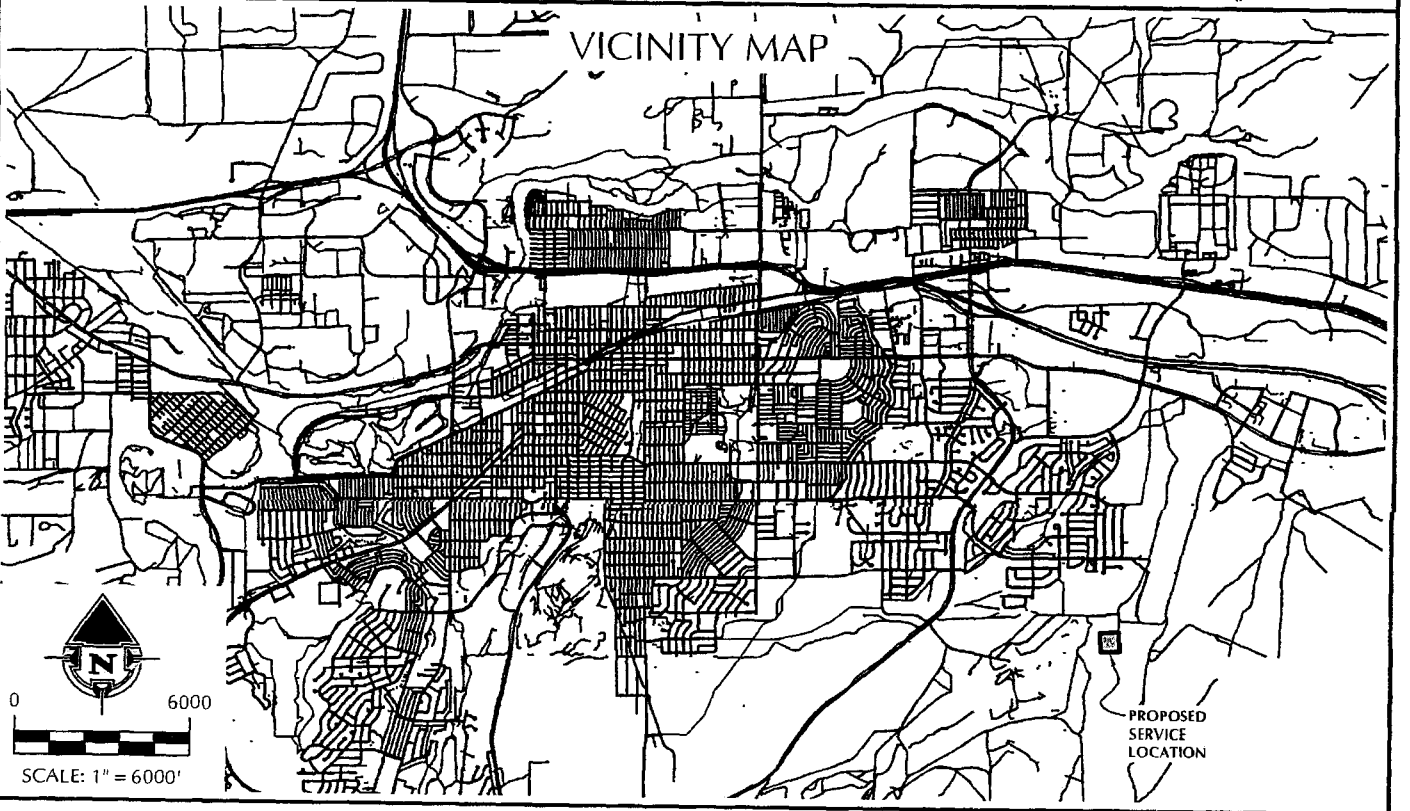 VICINITY MAP
N
0 6000
SCALE: 1" = 6000'
PROPOSED
SERVICE
LOCATION